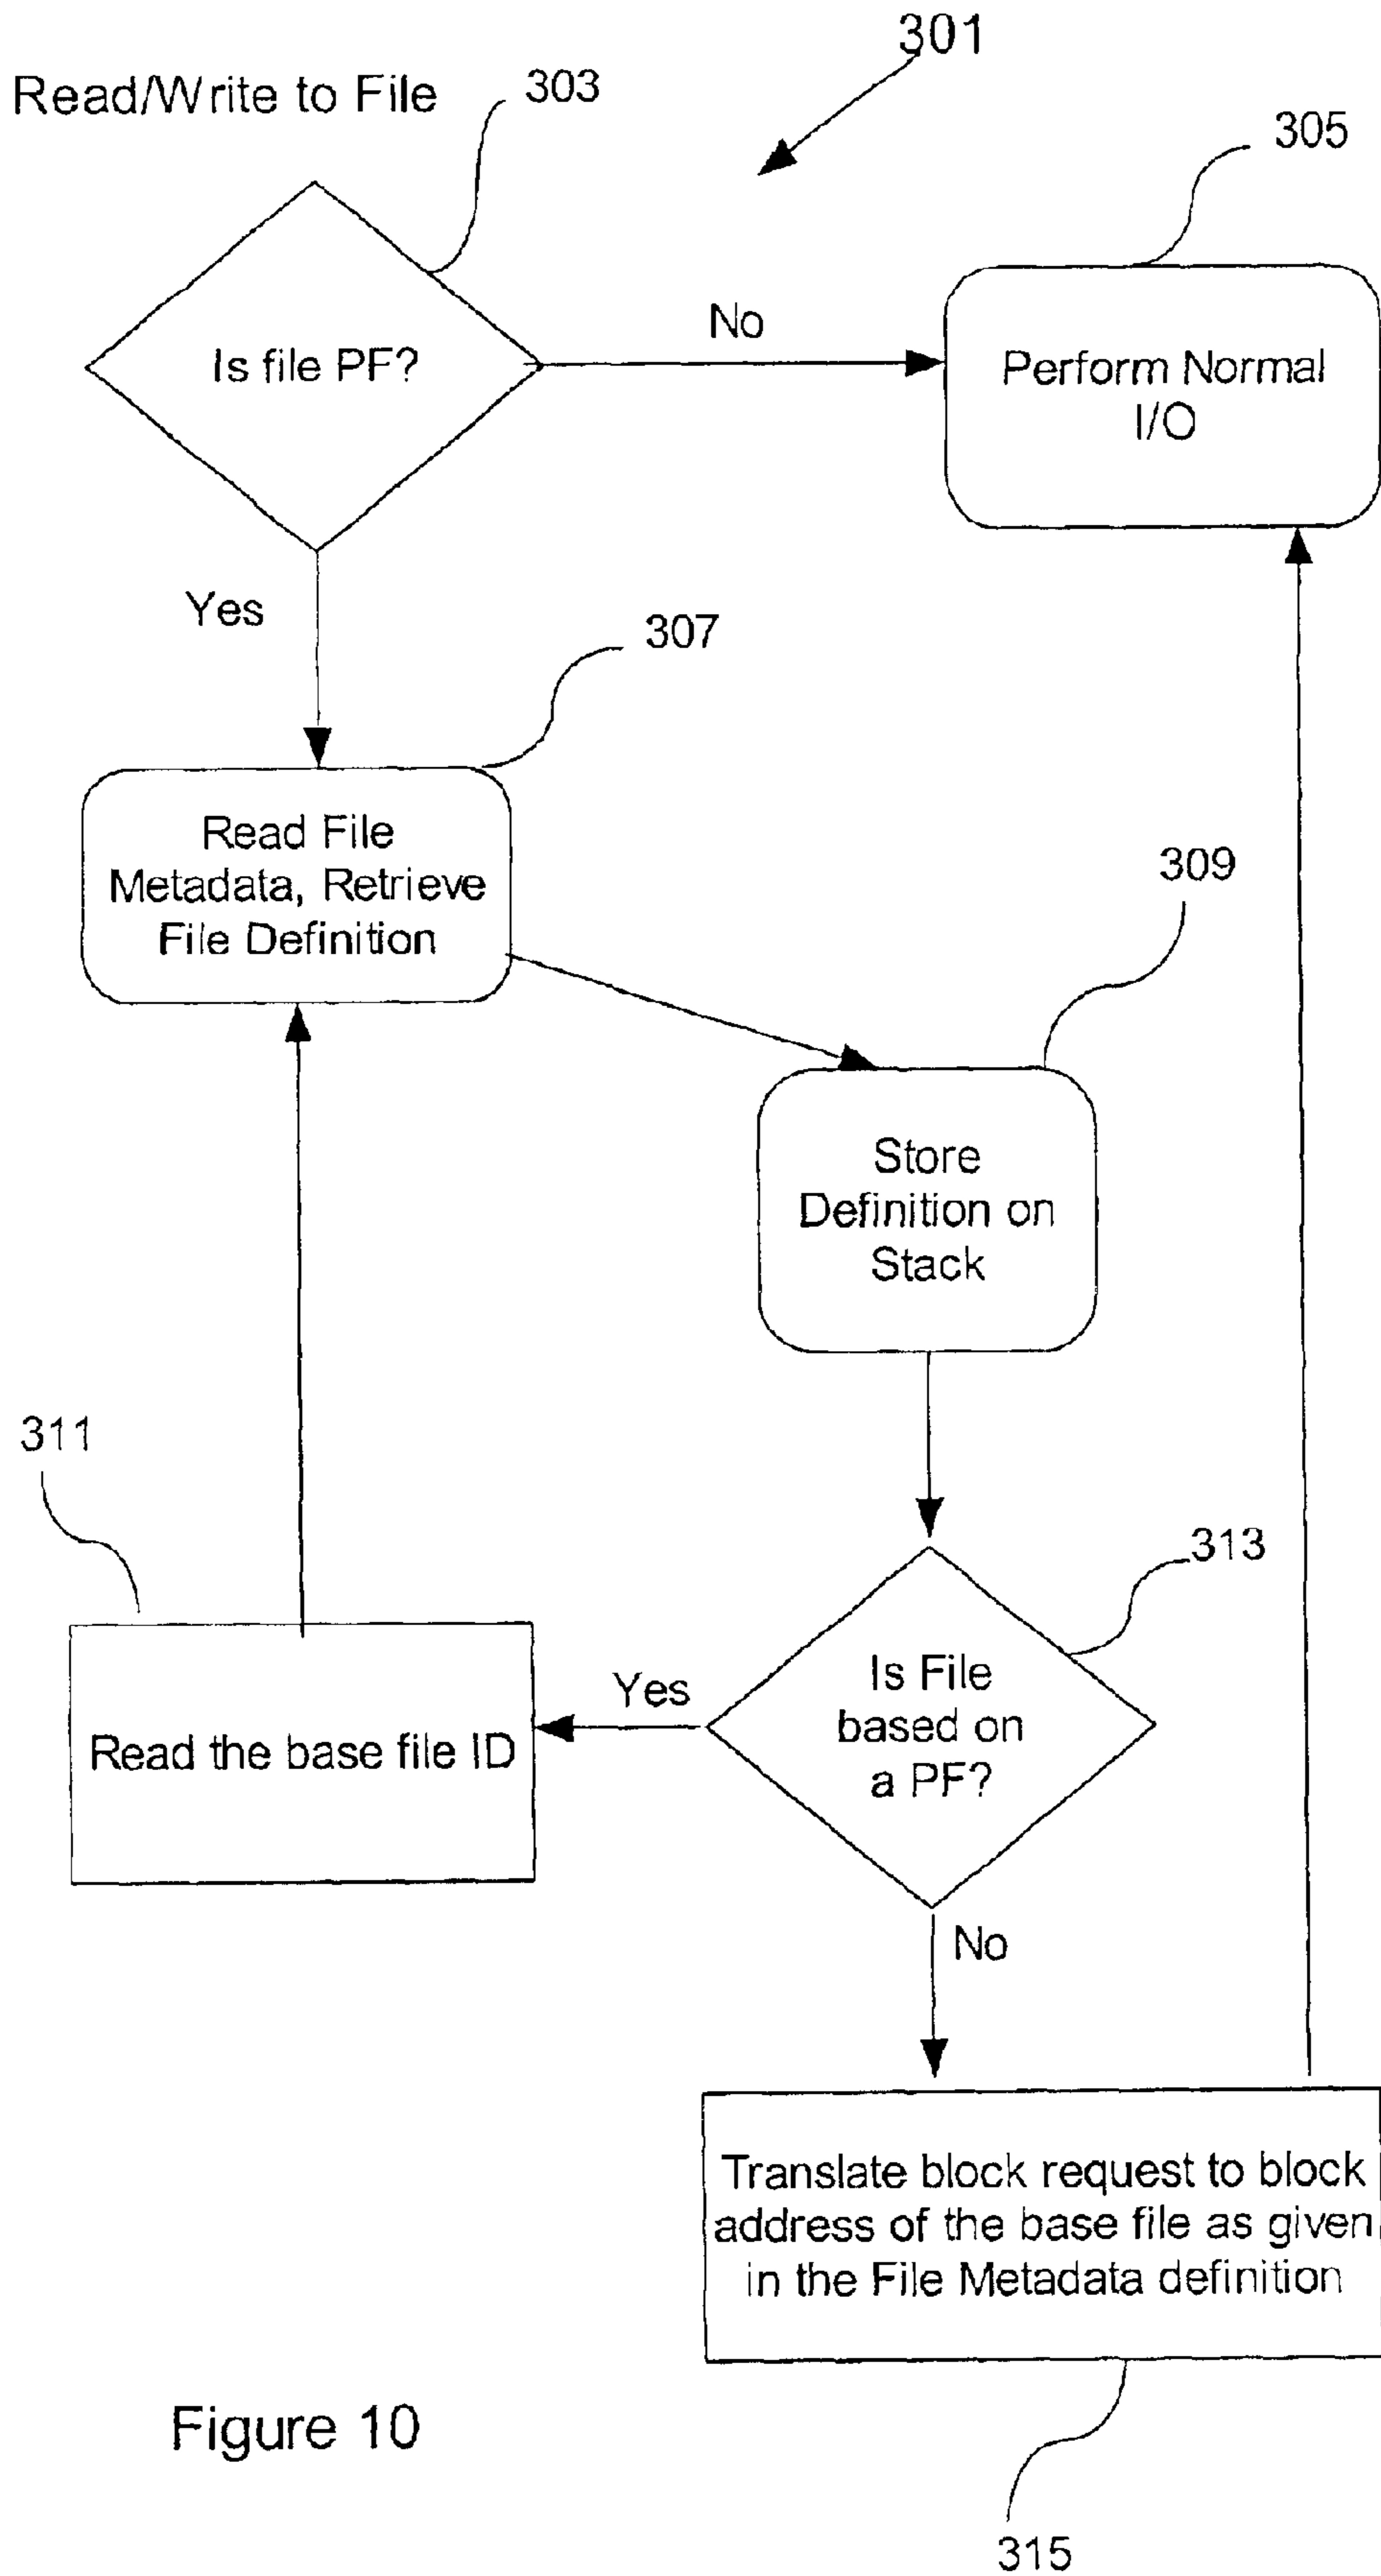 301
Read/Write to File
303
305
Is file PF?
No
Perform Normal
I/O
Yes
307
Read File
Metadata, Retrieve
File Definition
309
Store
Definition on
Stack
311
313
Is File
based on
a PF?
Yes
Read the base file ID
No
Translate block request to block
address of the base file as given
in the File Metadata definition
Figure 10
315